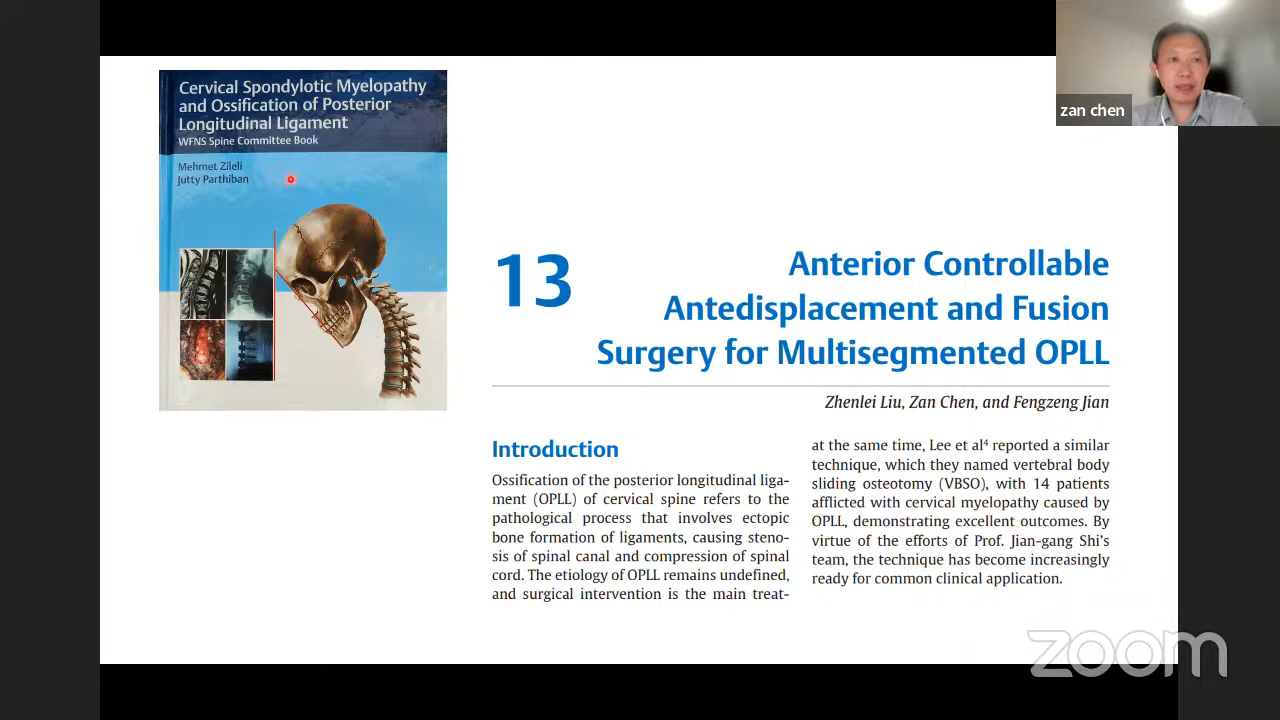 Cervical Spondylotic Myelopathy
and Ossification of Posterior
Longitudinal Ligament
WFNS Spine Committee Book
Mehmet Zileli
Jutty Parthiban
zan chen
13
Anterior Controllable
Antedisplacement and Fusion
Surgery for Multisegmented OPLL
Zhenlei Liu, Zan Chen, and Fengzeng Jian
Introduction
Ossification of the posterior longitudinal liga-
ment (OPLL) of cervical spine refers to the
pathological process that involves ectopic
bone formation of ligaments, causing steno-
sis of spinal canal and compression of spinal
cord. The etiology of OPLL remains undefined,
and surgical intervention is the main treat-
at the same time, Lee et al⁴ reported a similar
technique, which they named vertebral body
sliding osteotomy (VBSO), with 14 patients
afflicted with cervical myelopathy caused by
OPLL, demonstrating excellent outcomes. By
virtue of the efforts of Prof. Jian-gang Shi's
team, the technique has become increasingly
ready for common clinical application.
zoom